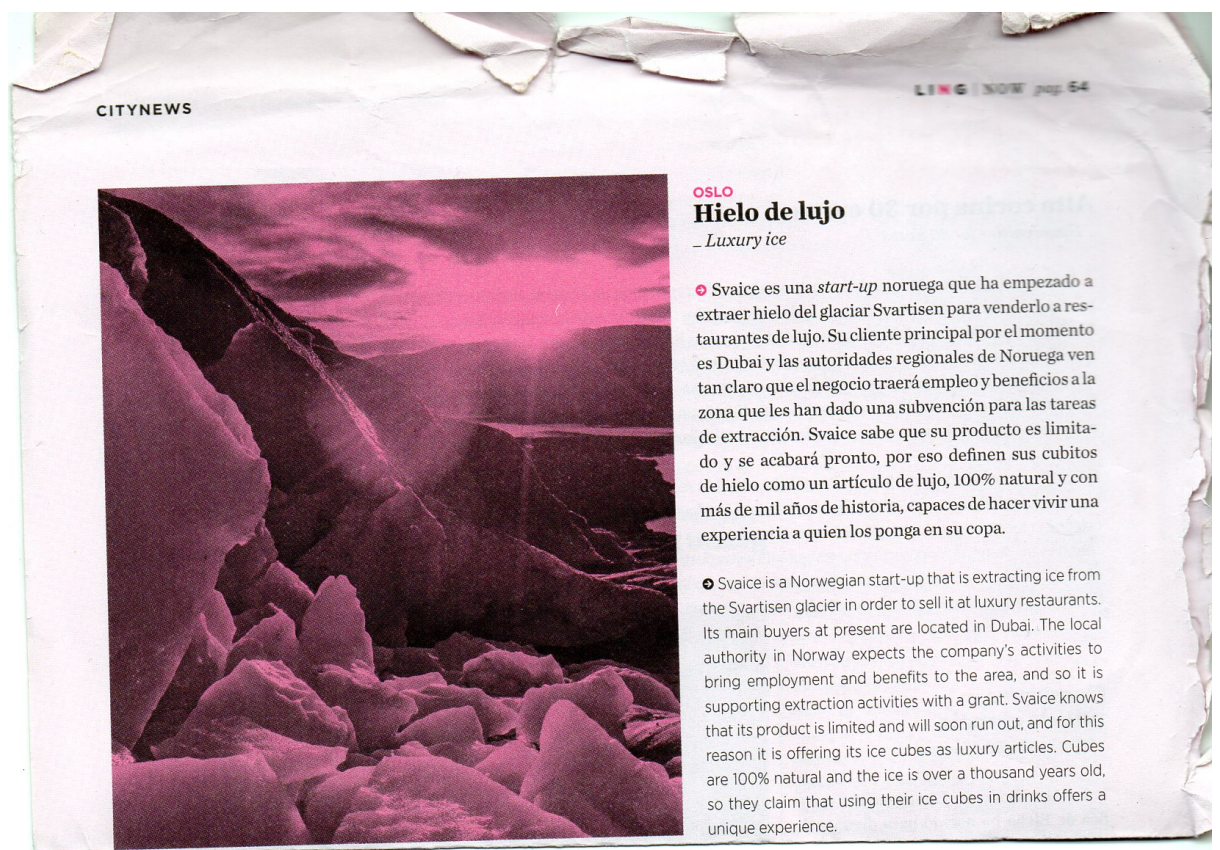 CITYNEWS
LING | NOW pag. 64
OSLO
Hielo de lujo
_ Luxury ice
Svaice es una start-up noruega que ha empezado a
extraer hielo del glaciar Svartisen para venderlo a res-
taurantes de lujo. Su cliente principal por el momento
es Dubai y las autoridades regionales de Noruega ven
tan claro que el negocio traerá empleo y beneficios a la
zona que les han dado una subvención para las tareas
de extracción. Svaice sabe que su producto es limita-
do y se acabará pronto, por eso definen sus cubitos
de hielo como un artículo de lujo, 100% natural y con
más de mil años de historia, capaces de hacer vivir una
experiencia a quien los ponga en su copa.
Svaice is a Norwegian start-up that is extracting ice from
the Svartisen glacier in order to sell it at luxury restaurants.
Its main buyers at present are located in Dubai. The local
authority in Norway expects the company's activities to
bring employment and benefits to the area, and so it is
supporting extraction activities with a grant. Svaice knows
that its product is limited and will soon run out, and for this
reason it is offering its ice cubes as luxury articles. Cubes
are 100% natural and the ice is over a thousand years old,
so they claim that using their ice cubes in drinks offers a
unique experience.